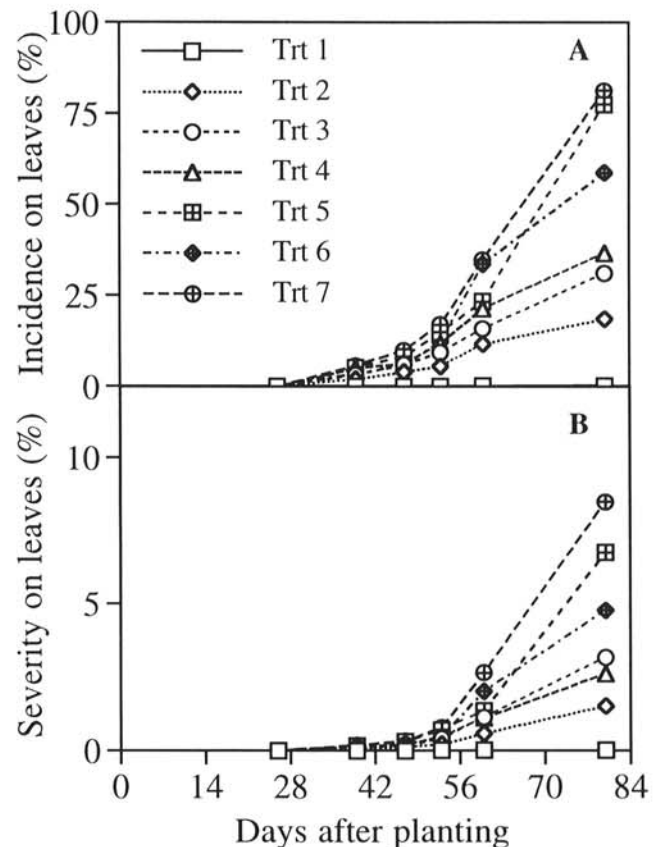 Incidence on leaves (%)
100
75
50
25
0
A
Trt 1
Trt 2
Trt 3
Trt 4
Trt 5
Trt 6
Trt 7
Severity on leaves (%)
10
5
0
B
0 14 28 42 56 70 84
Days after planting